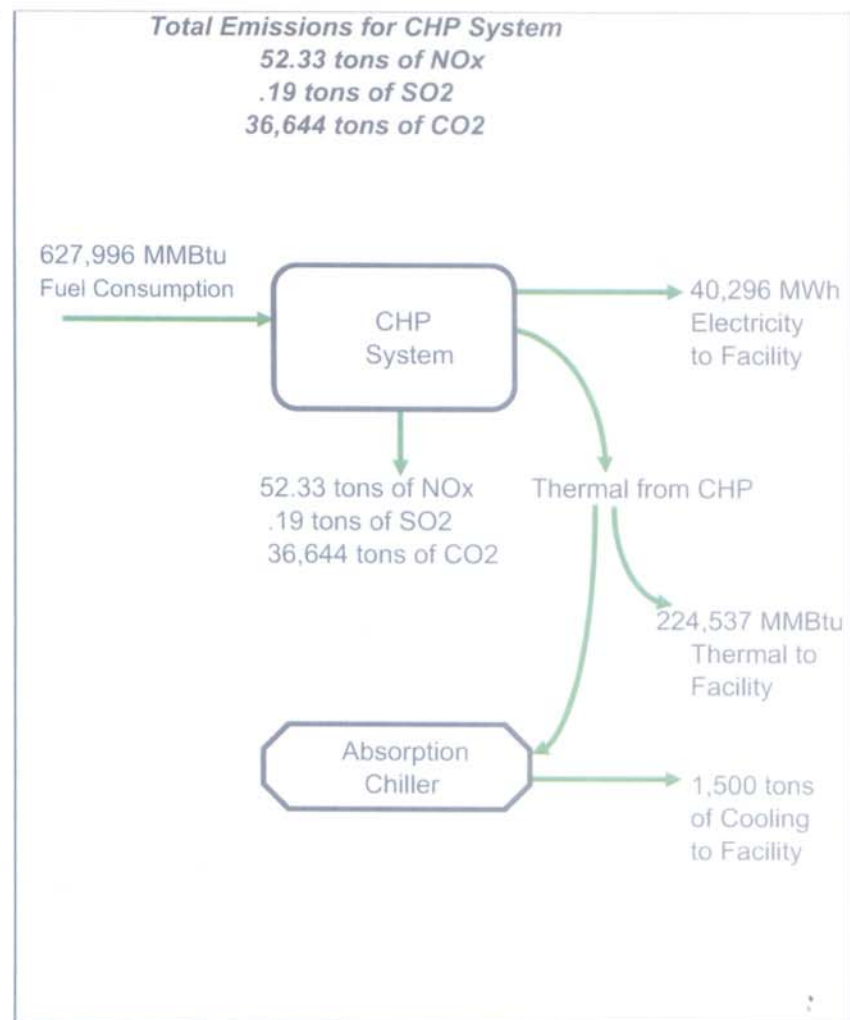 Total Emissions for CHP System
52.33 tons of NOx
.19 tons of SO2
36,644 tons of CO2
627,996 MMBtu
Fuel Consumption
CHP
System
40,296 MWh
Electricity
to Facility
52.33 tons of NOx
.19 tons of SO2
36,644 tons of CO2
Thermal from CHP
224,537 MMBtu
Thermal to
Facility
Absorption
Chiller
1,500 tons
of Cooling
to Facility